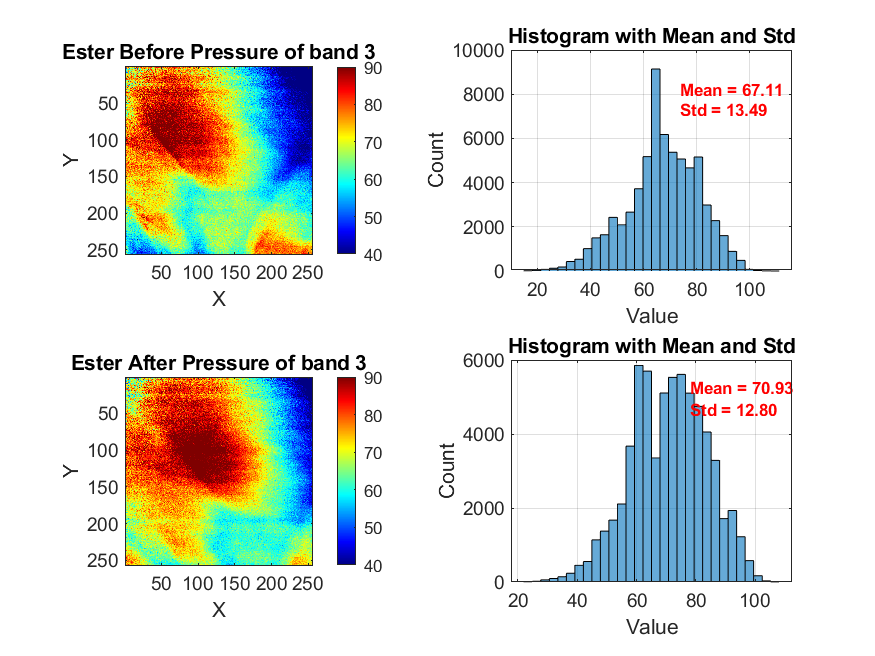 Ester Before Pressure of band 3
50
100
150
200
250
Y
50 100 150 200 250
X
90
80
70
60
50
40
Histogram with Mean and Std
10000
8000
6000
4000
2000
0
Count
Mean = 67.11
Std = 13.49
20 40 60 80 100
Value
Ester After Pressure of band 3
50
100
150
200
250
Y
50 100 150 200 250
X
90
80
70
60
50
40
Histogram with Mean and Std
6000
4000
2000
0
Count
Mean = 70.93
Std = 12.80
20 40 60 80 100
Value